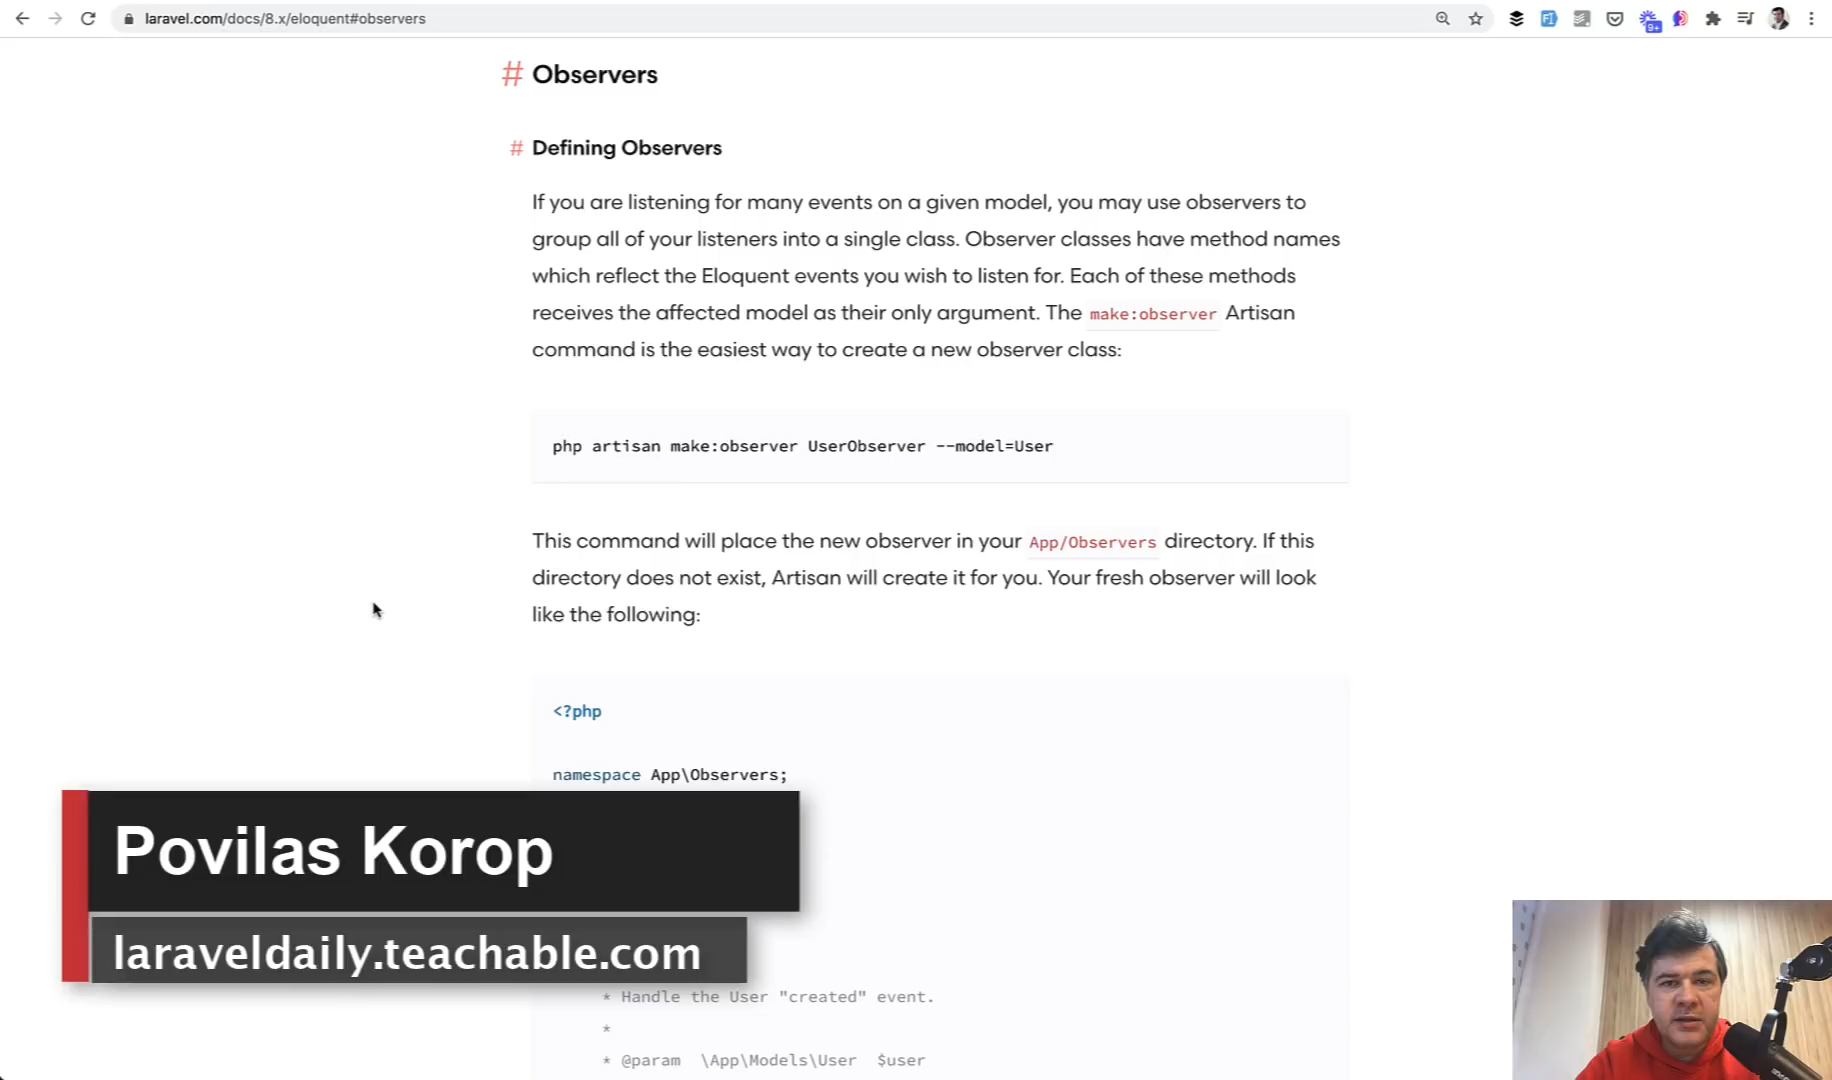 laravel.com/docs/8.x/eloquent#observers
9+
# Observers
# Defining Observers
If you are listening for many events on a given model, you may use observers to
group all of your listeners into a single class. Observer classes have method names
which reflect the Eloquent events you wish to listen for. Each of these methods
receives the affected model as their only argument. The make:observer Artisan
command is the easiest way to create a new observer class:
php artisan make:observer UserObserver --model=User
This command will place the new observer in your App/Observers directory. If this
directory does not exist, Artisan will create it for you. Your fresh observer will look
like the following:
<?php
namespace App\Observers;
Povilas Korop
laraveldaily.teachable.com
* Handle the User "created" event.
*
* @param \App\Models\User $user